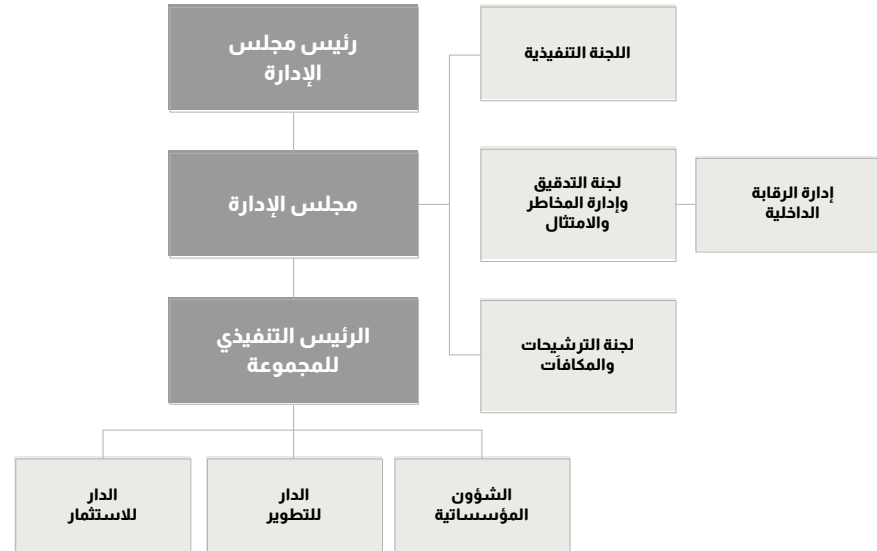 رئيس مجلس
الإدارة
اللجنة التنفيذية
مجلس الإدارة
لجنة التدقيق
وإدارة المخاطر
والامتثال
إدارة الرقابة
الداخلية
الرئيس التنفيذي
للمجموعة
لجنة الترشيحات
والمكافآت
الشؤون
المؤسساتية
الدار
للتطوير
الدار
للاستثمار